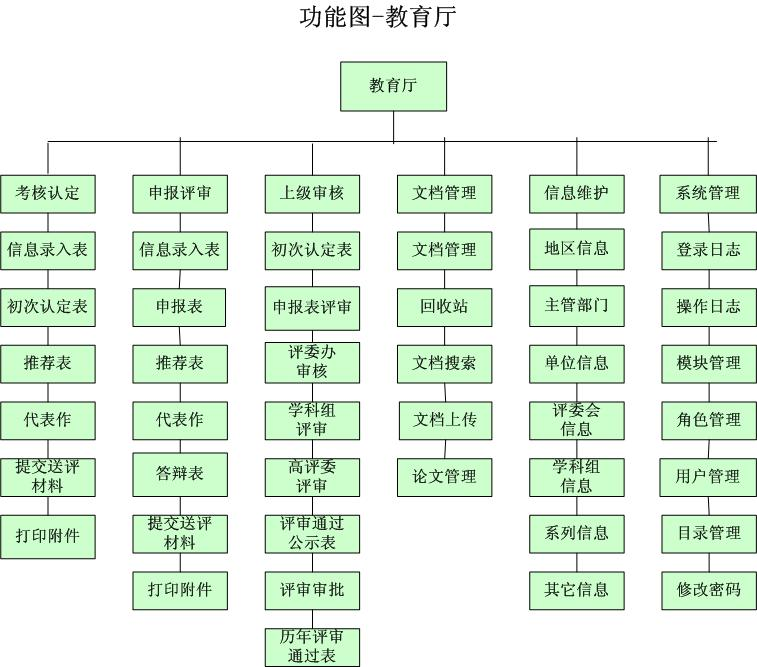 功能图-教育厅
教育厅
考核认定
信息录入表
初次认定表
推荐表
代表作
提交送评
材料
打印附件
申报评审
信息录入表
申报表
推荐表
代表作
答辩表
提交送评
材料
打印附件
上级审核
初次认定表
申报表评审
评委办
审核
学科组
评审
高评委
评审
评审通过
公示表
评审审批
历年评审
通过表
文档管理
文档管理
回收站
文档搜索
文档上传
论文管理
信息维护
地区信息
主管部门
单位信息
评委会
信息
学科组
信息
系列信息
其它信息
系统管理
登录日志
操作日志
模块管理
角色管理
用户管理
目录管理
修改密码